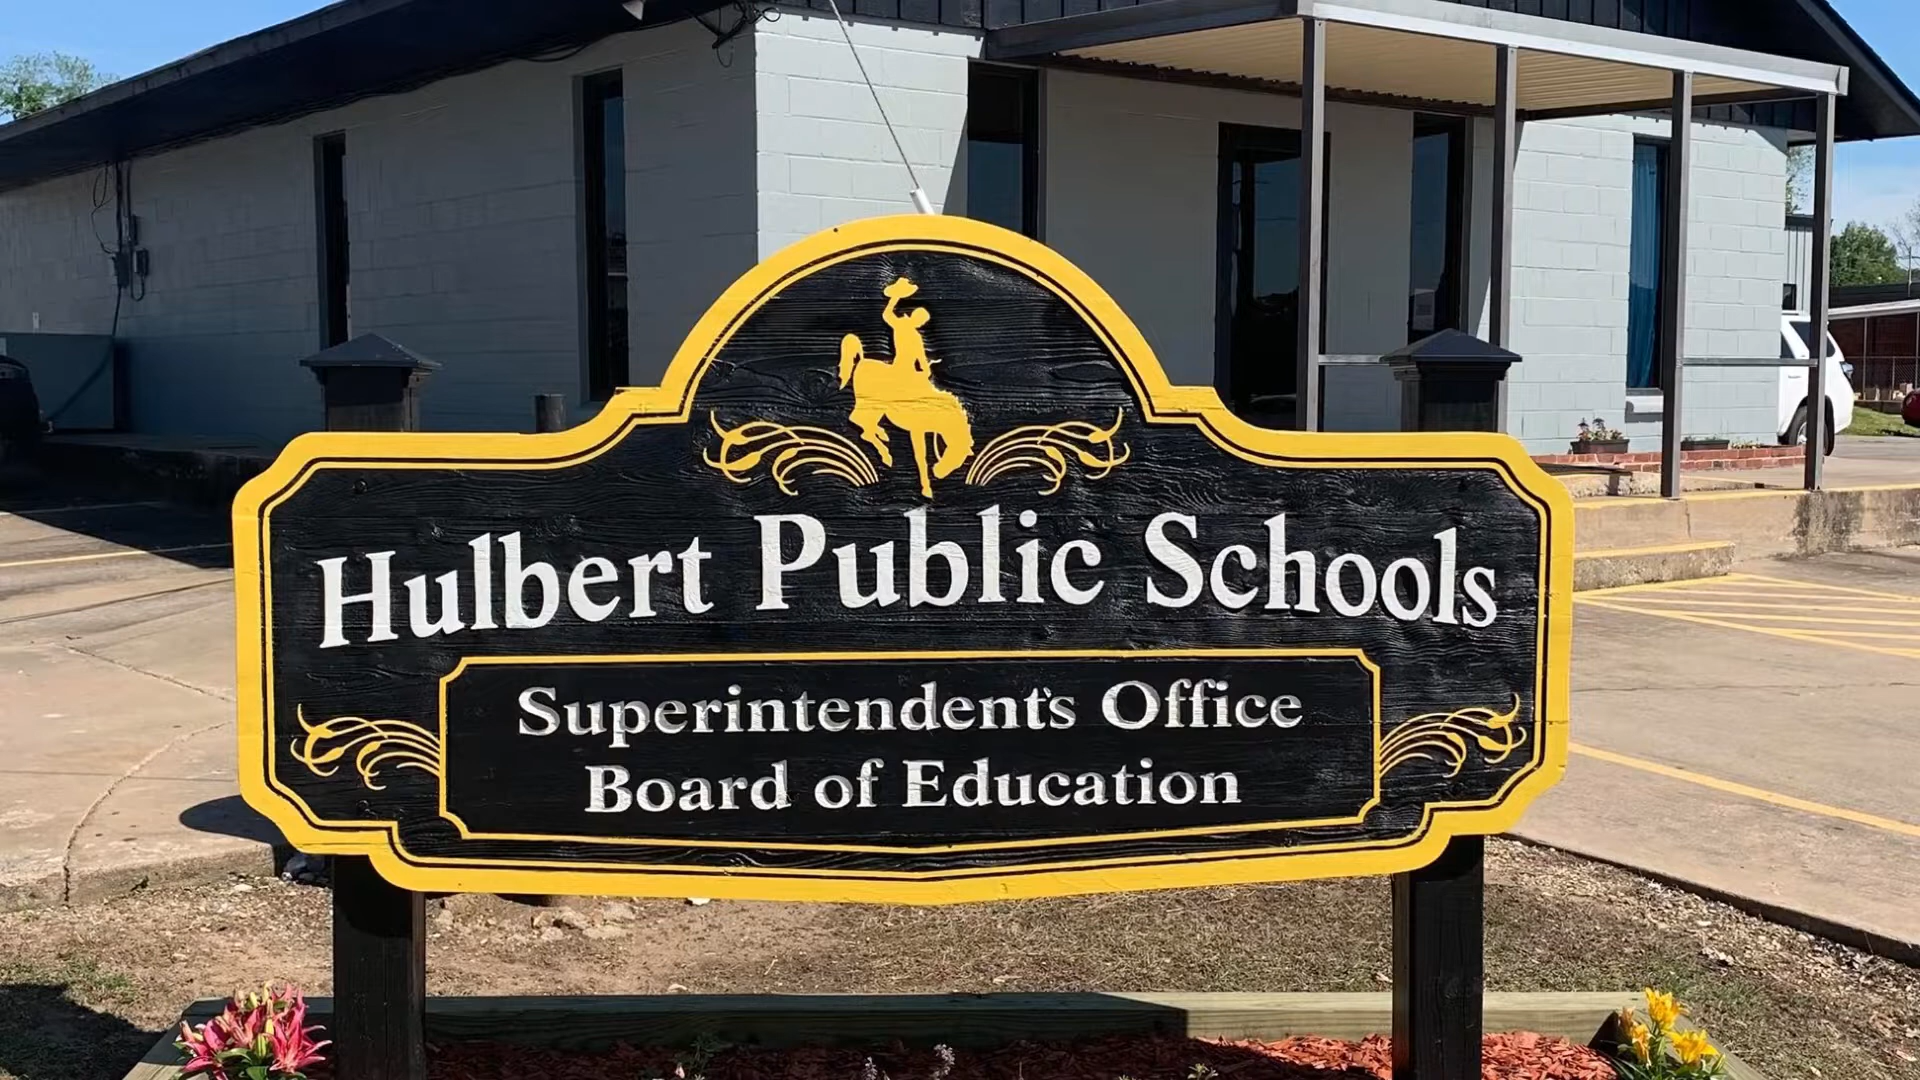 Hulbert Public Schools
Superintendent's Office
Board of Education